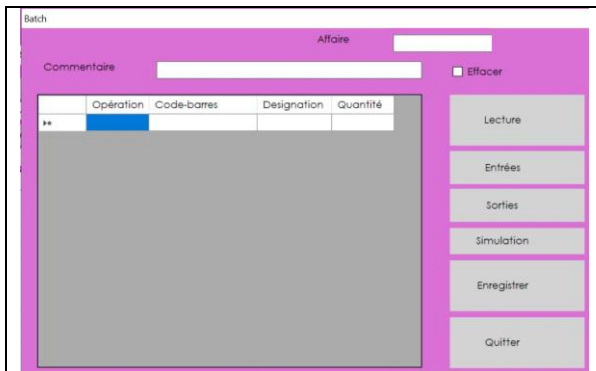 Batch
Affaire
Commentaire
Effacer
Opération Code-barres Designation Quantité
Lecture
Entrées
Sorties
Simulation
Enregistrer
Quitter